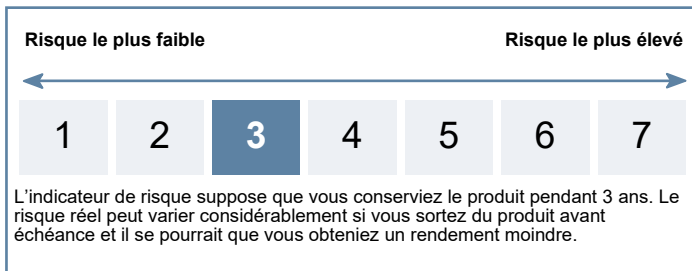 Risque le plus faible Risque le plus élevé
1 2 3 4 5 6 7
L'indicateur de risque suppose que vous conserviez le produit pendant 3 ans. Le
risque réel peut varier considérablement si vous sortez du produit avant
échéance et il se pourrait que vous obteniez un rendement moindre.